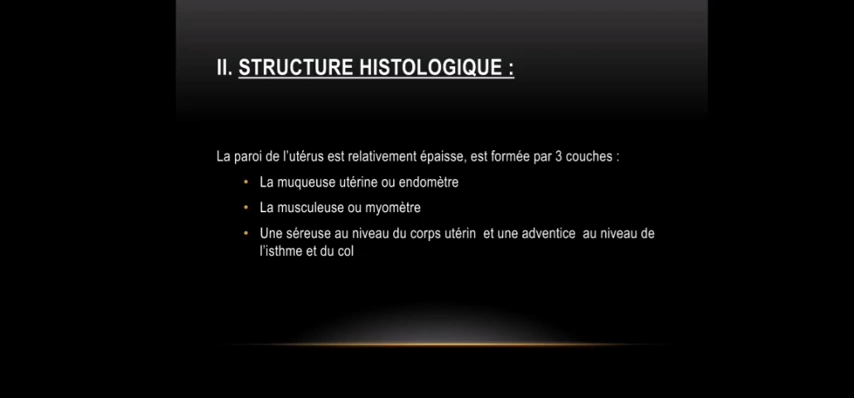 II. STRUCTURE HISTOLOGIQUE :
La paroi de l'utérus est relativement épaisse, est formée par 3 couches :
• La muqueuse utérine ou endomètre
• La musculeuse ou myomètre
• Une séreuse au niveau du corps utérin et une adventice au niveau de
l'isthme et du col